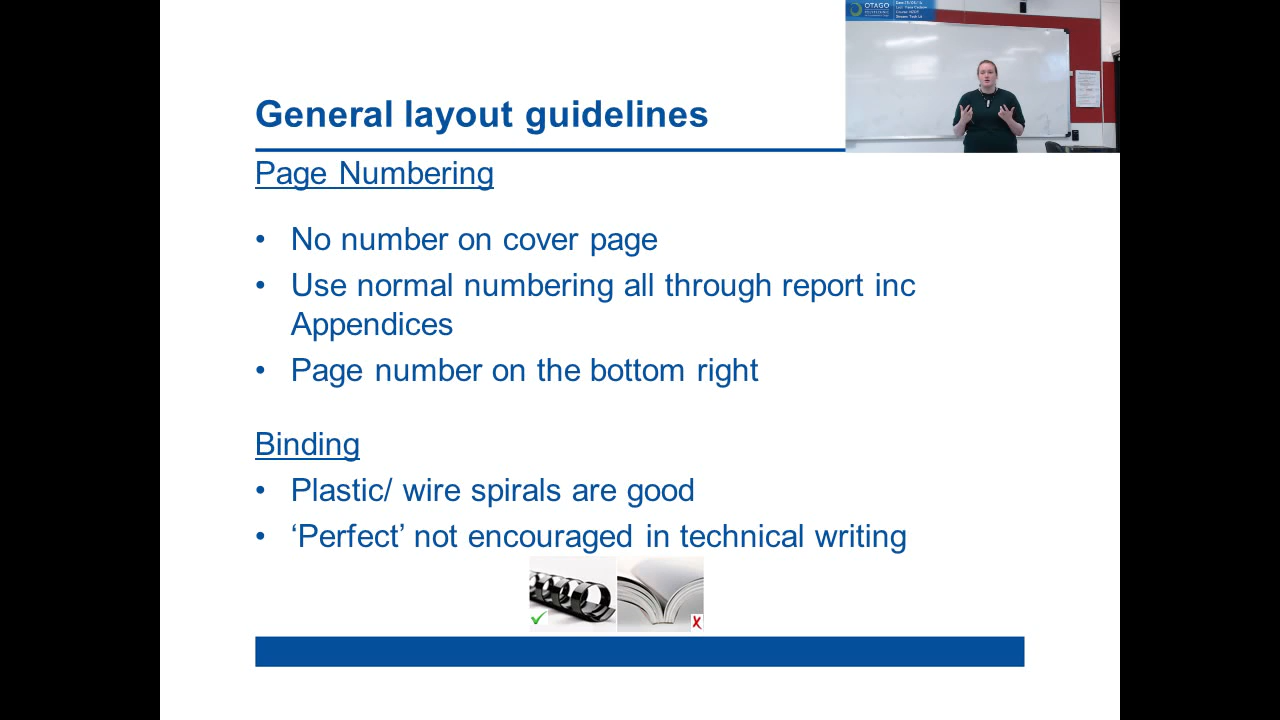 OTAGO
General layout guidelines
Page Numbering
• No number on cover page
• Use normal numbering all through report inc
Appendices
• Page number on the bottom right
Binding
• Plastic/ wire spirals are good
• ‘Perfect’ not encouraged in technical writing